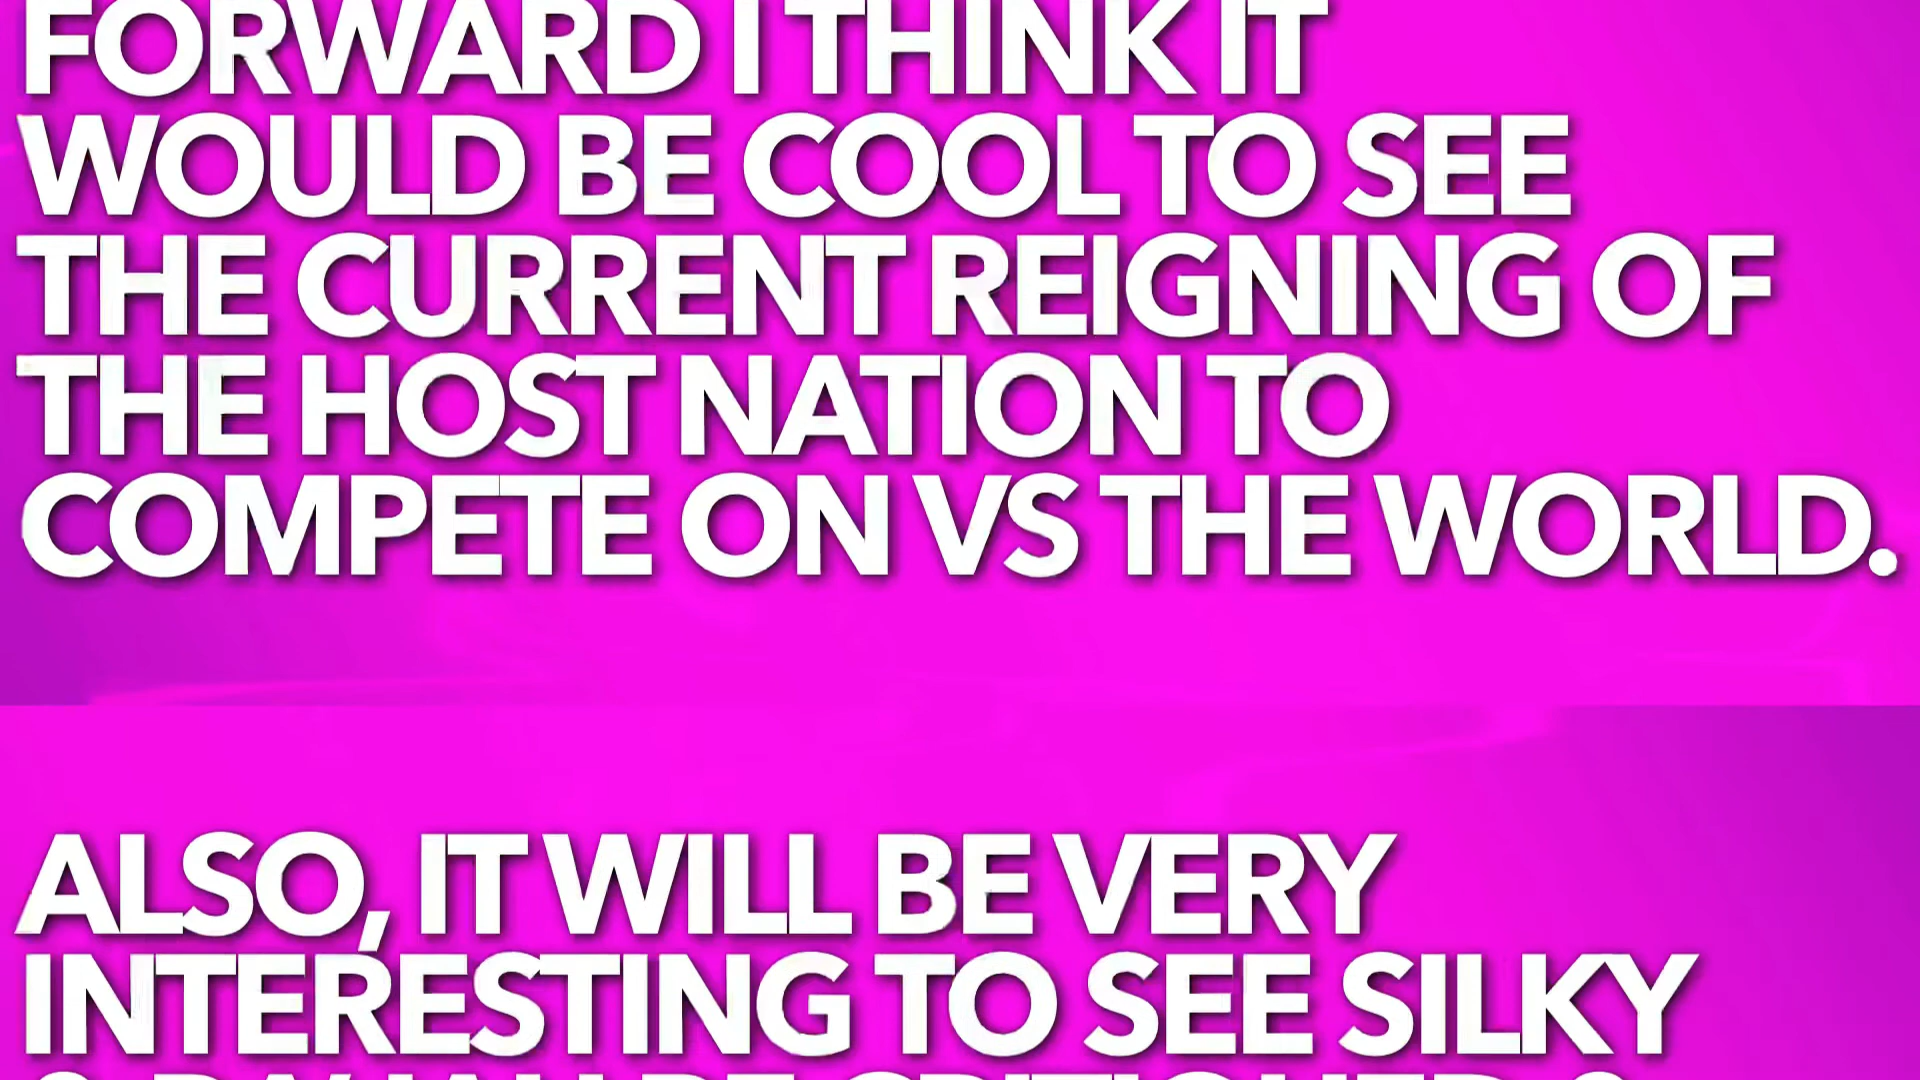 FORWARD I THINK IT
WOULD BE COOL TO SEE
THE CURRENT REIGNING OF
THE HOST NATION TO
COMPETE ON VS THE WORLD.
ALSO, IT WILL BE VERY
INTERESTING TO SEE SILKY